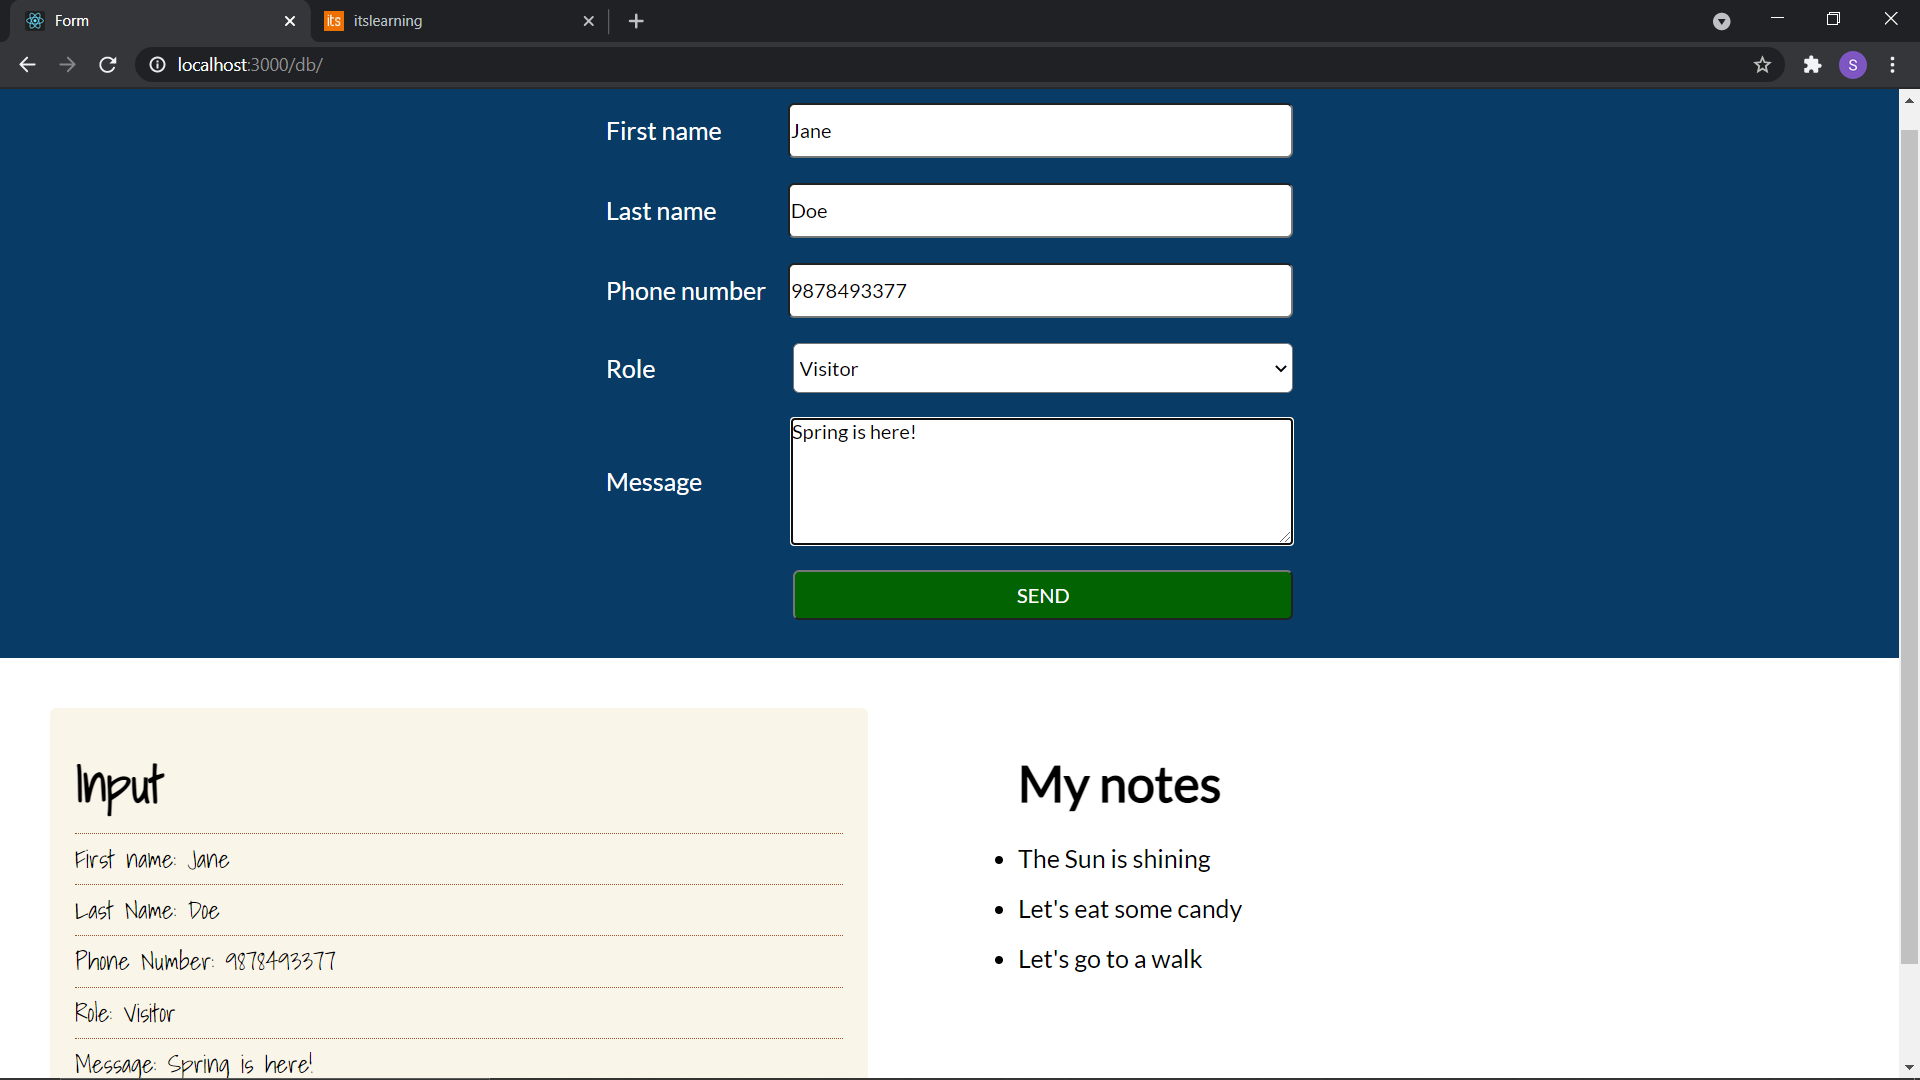 Form
its itslearning
localhost:3000/db/
S
First name Jane
Last name Doe
Phone number 9878493377
Role Visitor
Message Spring is here!
SEND
Input
First name: Jane
Last Name: Doe
Phone Number: 9878493377
Role: Visitor
Message: Spring is here!
My notes
• The Sun is shining
• Let's eat some candy
• Let's go to a walk